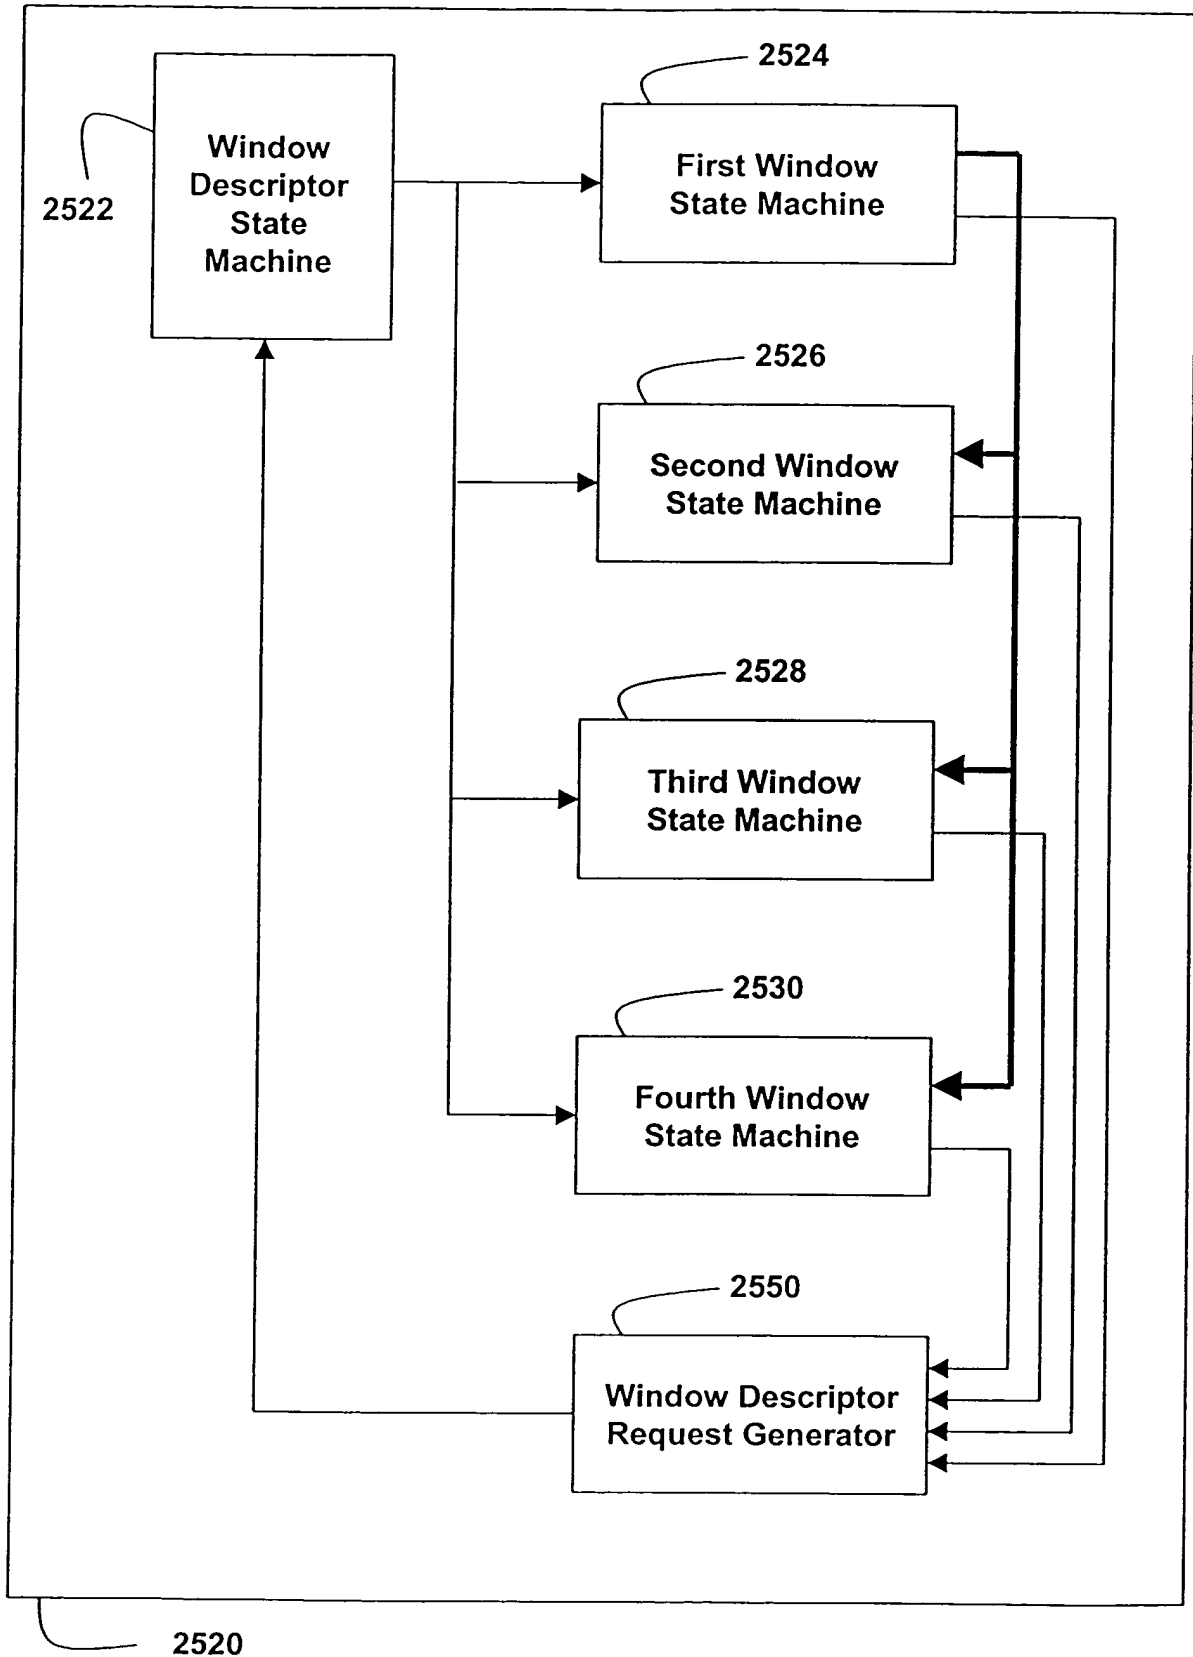 2524
Window
Descriptor
State
Machine
First Window
State Machine
2522
2526
Second Window
State Machine
2528
Third Window
State Machine
2530
Fourth Window
State Machine
2550
Window Descriptor
Request Generator
2520